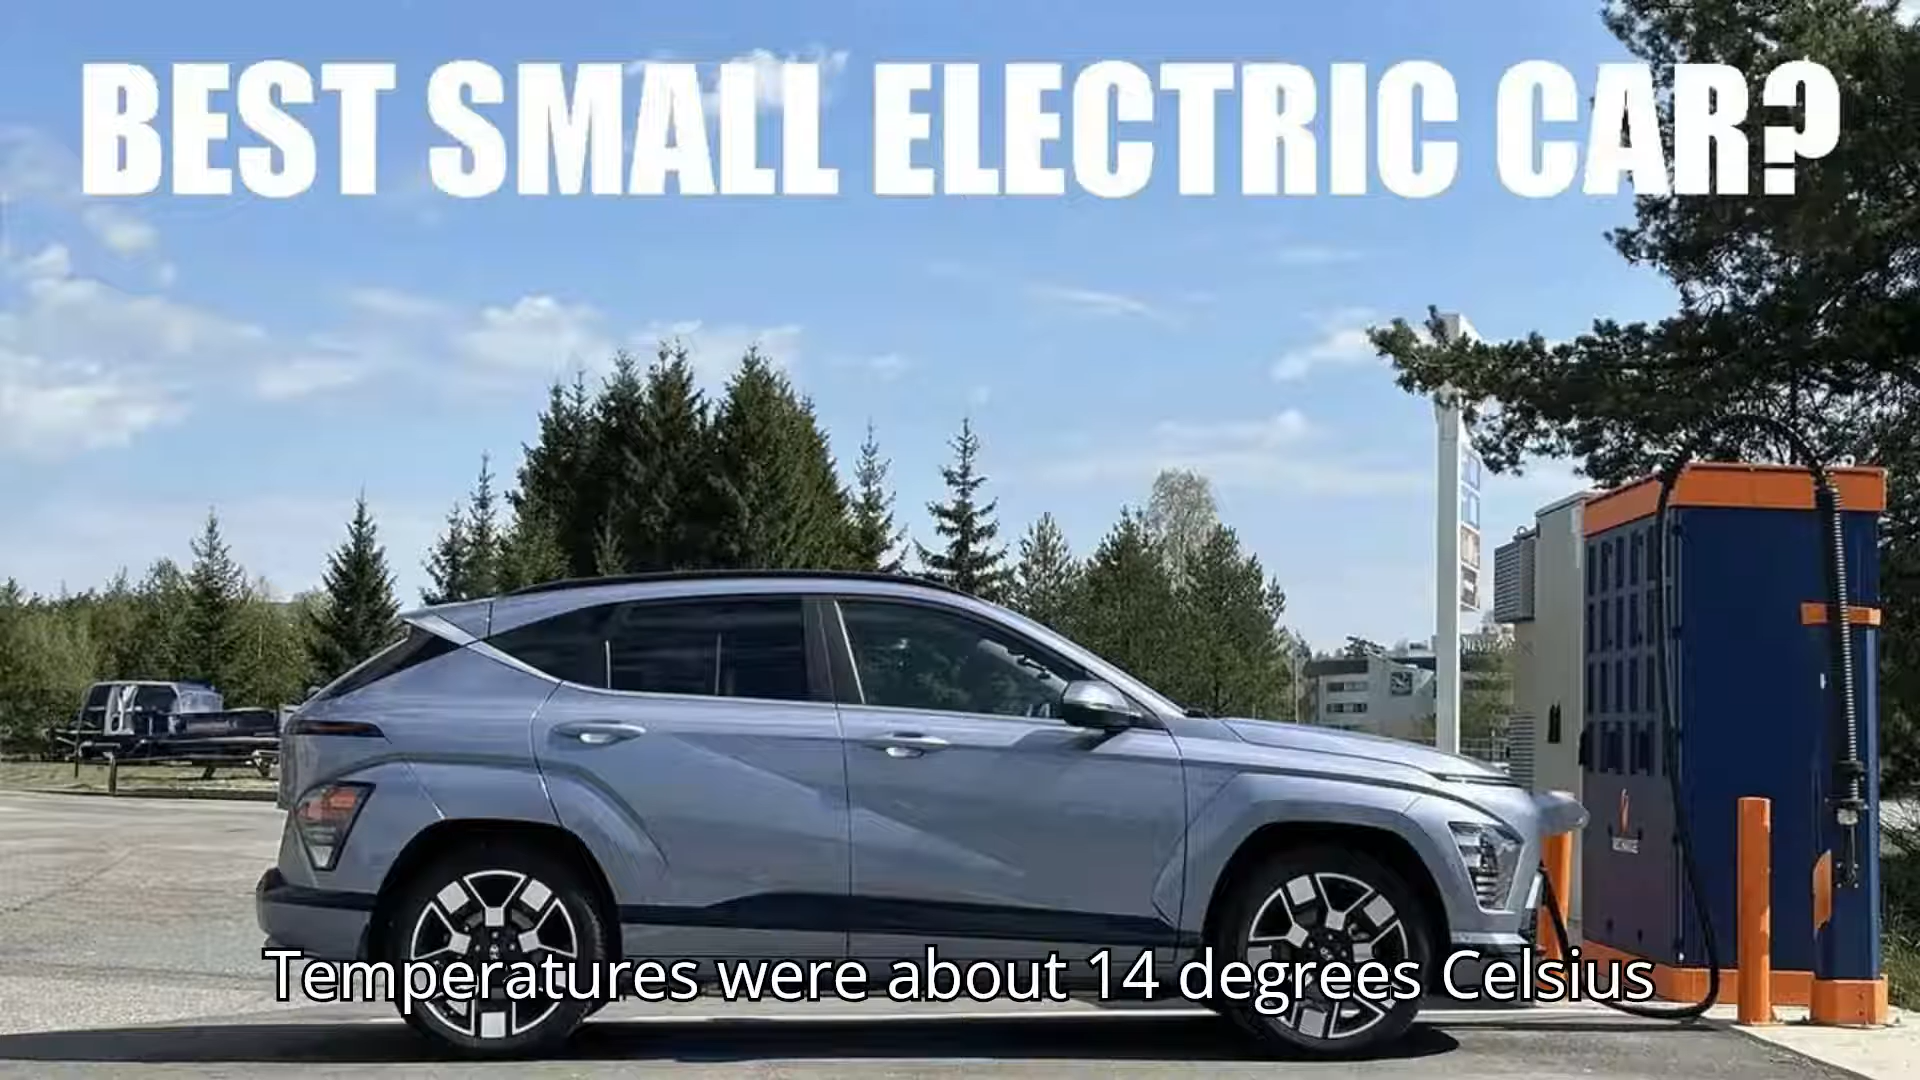 BEST SMALL ELECTRIC CAR?
Temperatures were about 14 degrees Celsius